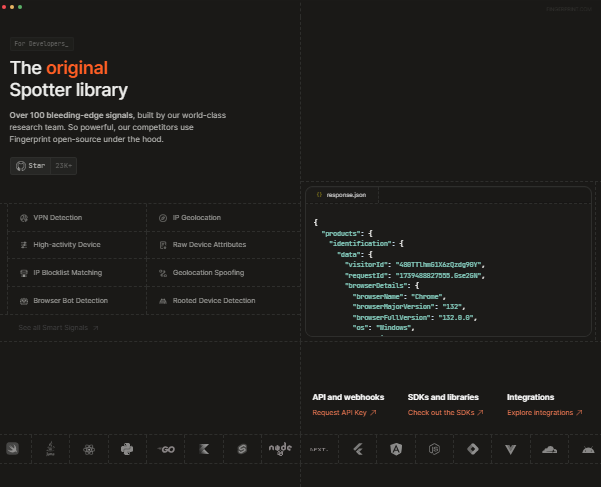 For Developers_
The original
Spotter library
Over 100 bleeding-edge signals, built by our world-class
research team. So powerful, our competitors use
Fingerprint open-source under the hood.
Star 23K+
VPN Detection
IP Geolocation
High-activity Device
Raw Device Attributes
IP Blocklist Matching
Geolocation Spoofing
Browser Bot Detection
Rooted Device Detection
See all Smart Signals
response.json
{
"products": {
"identification": {
"data": {
"visitorId": "480TTlhmG1X6zQzdg9GY",
"requestId": "1739488827555.Gse2GN",
"browserDetails": {
"browserName": "Chrome",
"browserMajorVersion": "132",
"browserFullVersion": "132.0.0",
"os": "Windows",
API and webhooks
Request API Key
SDKs and libraries
Check out the SDKs
Integrations
Explore integrations
GO
node
NEXT.
JS